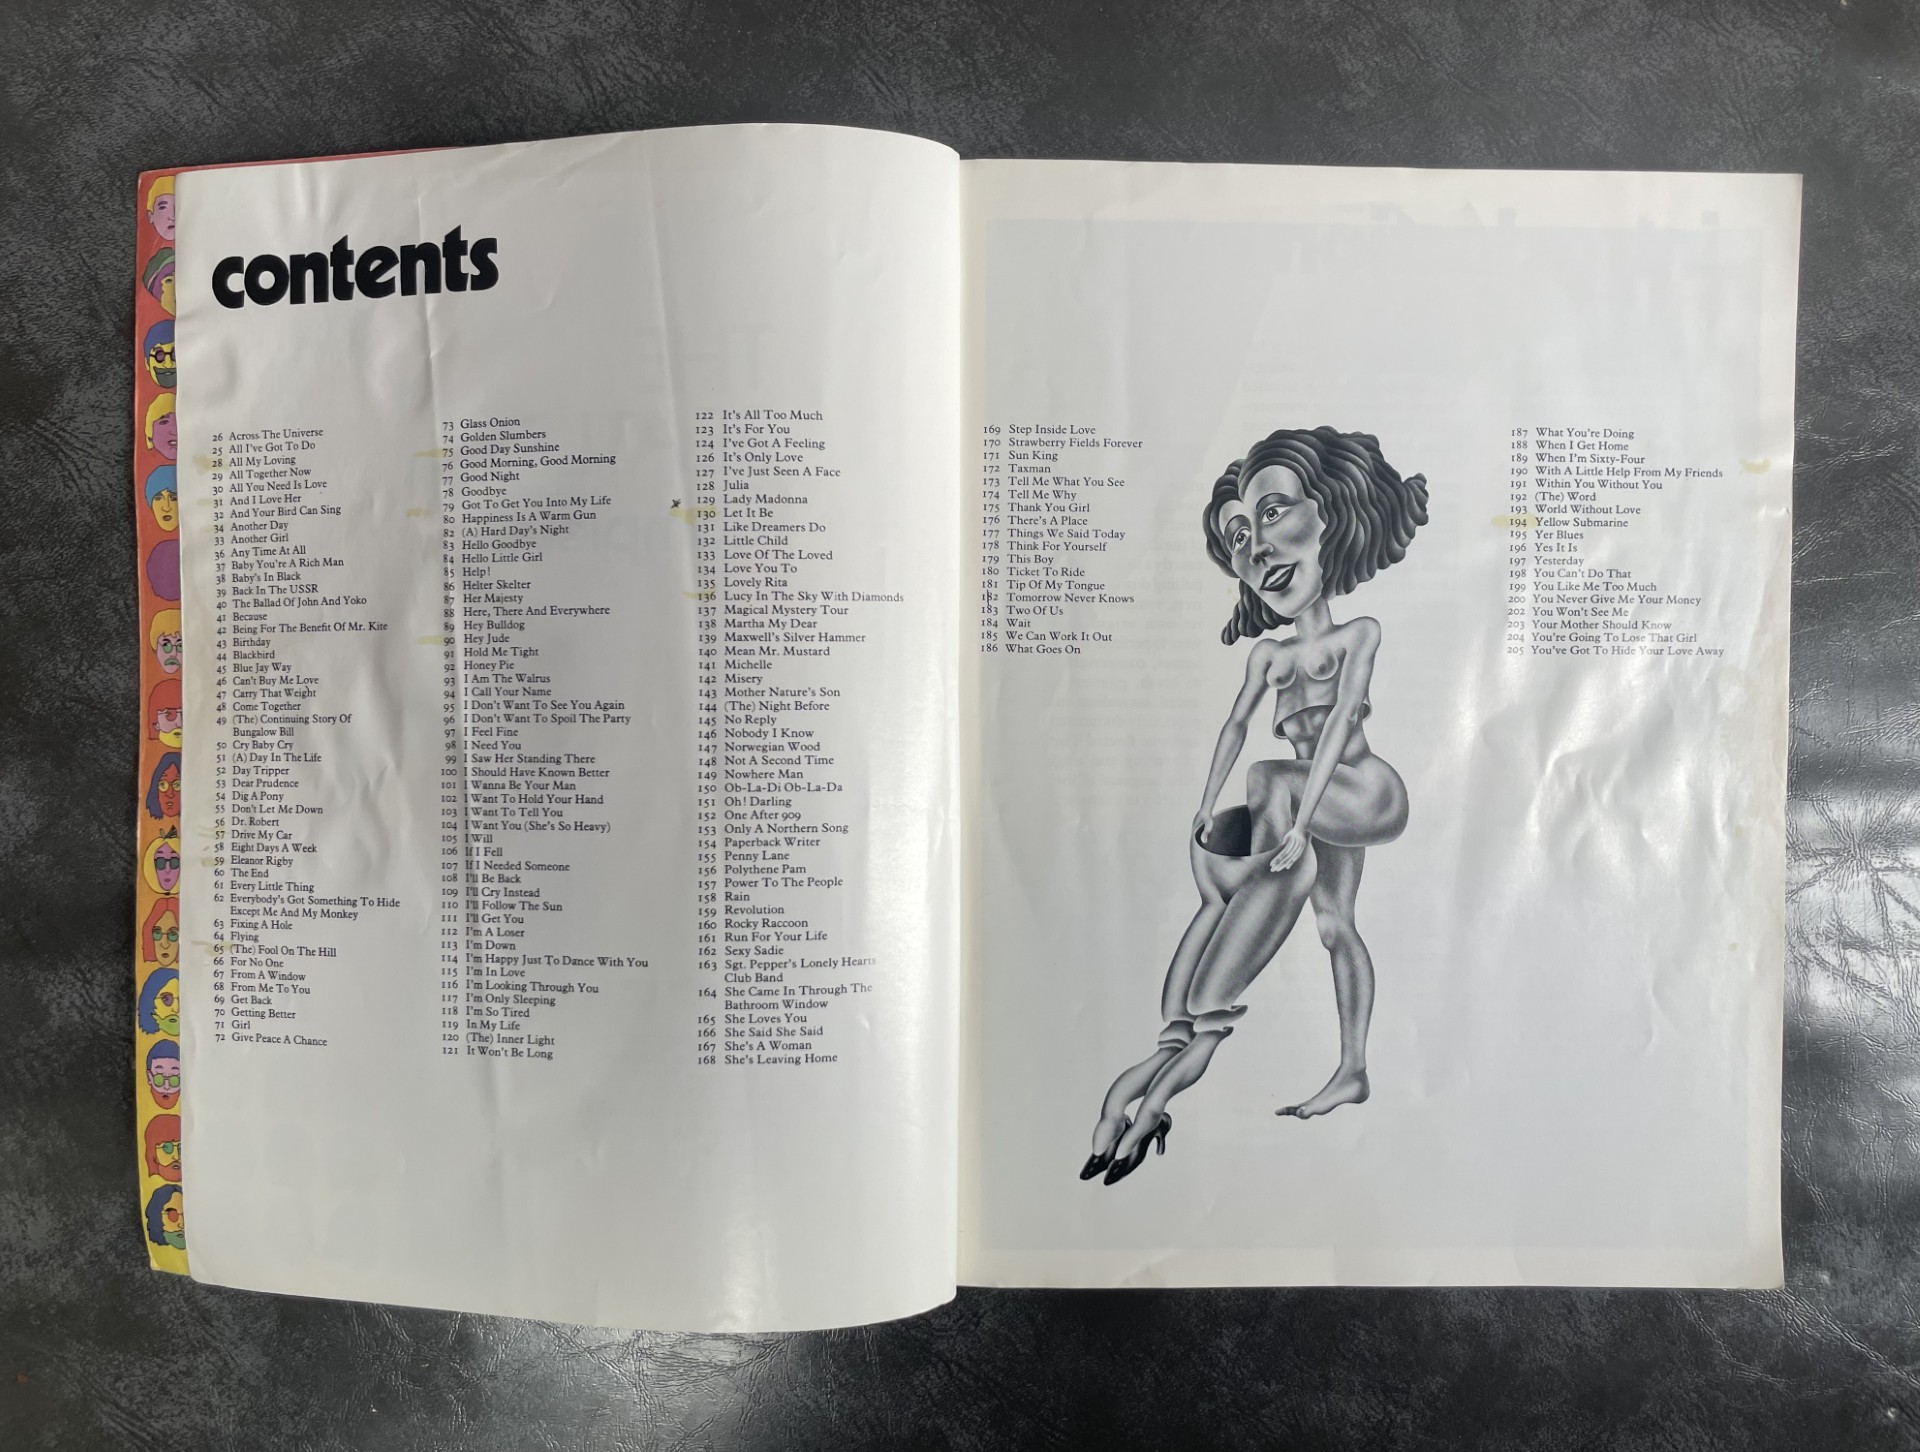 contents
26 Across The Universe
25 All I've Got To Do
28 All My Loving
29 All Together Now
30 All You Need Is Love
31 And I Love Her
32 And Your Bird Can Sing
34 Another Day
33 Another Girl
36 Any Time At All
37 Baby You're A Rich Man
38 Baby's In Black
39 Back In The USSR
40 The Ballad Of John And Yoko
41 Because
42 Being For The Benefit Of Mr. Kite
43 Birthday
44 Blackbird
45 Blue Jay Way
46 Can't Buy Me Love
47 Carry That Weight
48 Come Together
49 (The) Continuing Story Of
Bungalow Bill
50 Cry Baby Cry
51 (A) Day In The Life
52 Day Tripper
53 Dear Prudence
54 Dig A Pony
55 Don't Let Me Down
56 Dr. Robert
57 Drive My Car
58 Eight Days A Week
59 Eleanor Rigby
60 The End
61 Every Little Thing
62 Everybody's Got Something To Hide
Except Me And My Monkey
63 Fixing A Hole
64 Flying
65 (The) Fool On The Hill
66 For No One
67 From A Window
68 From Me To You
69 Get Back
70 Getting Better
71 Girl
72 Give Peace A Chance
73 Glass Onion
74 Golden Slumbers
75 Good Day Sunshine
76 Good Morning, Good Morning
77 Good Night
78 Goodbye
79 Got To Get You Into My Life
80 Happiness Is A Warm Gun
82 (A) Hard Day's Night
83 Hello Goodbye
84 Hello Little Girl
85 Help!
86 Helter Skelter
87 Her Majesty
88 Here, There And Everywhere
89 Hey Bulldog
90 Hey Jude
91 Hold Me Tight
92 Honey Pie
93 I Am The Walrus
94 I Call Your Name
95 I Don't Want To See You Again
96 I Don't Want To Spoil The Party
97 I Feel Fine
98 I Need You
99 I Saw Her Standing There
100 I Should Have Known Better
101 I Wanna Be Your Man
102 I Want To Hold Your Hand
103 I Want To Tell You
104 I Want You (She's So Heavy)
105 I Will
106 If I Fell
107 If I Needed Someone
108 I'll Be Back
109 I'll Cry Instead
110 I'll Follow The Sun
111 I'll Get You
112 I'm A Loser
113 I'm Down
114 I'm Happy Just To Dance With You
115 I'm In Love
116 I'm Looking Through You
117 I'm Only Sleeping
118 I'm So Tired
119 In My Life
120 (The) Inner Light
121 It Won't Be Long
122 It's All Too Much
123 It's For You
124 I've Got A Feeling
126 It's Only Love
127 I've Just Seen A Face
128 Julia
129 Lady Madonna
130 Let It Be
131 Like Dreamers Do
132 Little Child
133 Love Of The Loved
134 Love You To
135 Lovely Rita
136 Lucy In The Sky With Diamonds
137 Magical Mystery Tour
138 Martha My Dear
139 Maxwell's Silver Hammer
140 Mean Mr. Mustard
141 Michelle
142 Misery
143 Mother Nature's Son
144 (The) Night Before
145 No Reply
146 Nobody I Know
147 Norwegian Wood
148 Not A Second Time
149 Nowhere Man
150 Ob-La-Di Ob-La-Da
151 Oh! Darling
152 One After 909
153 Only A Northern Song
154 Paperback Writer
155 Penny Lane
156 Polythene Pam
157 Power To The People
158 Rain
159 Revolution
160 Rocky Raccoon
161 Run For Your Life
162 Sexy Sadie
163 Sgt. Pepper's Lonely Hearts
Club Band
164 She Came In Through The
Bathroom Window
165 She Loves You
166 She Said She Said
167 She's A Woman
168 She's Leaving Home
169 Step Inside Love
170 Strawberry Fields Forever
171 Sun King
172 Taxman
173 Tell Me What You See
174 Tell Me Why
175 Thank You Girl
176 There's A Place
177 Things We Said Today
178 Think For Yourself
179 This Boy
180 Ticket To Ride
181 Tip Of My Tongue
182 Tomorrow Never Knows
183 Two Of Us
184 Wait
185 We Can Work It Out
186 What Goes On
187 What You're Doing
188 When I Get Home
189 When I'm Sixty-Four
190 With A Little Help From My Friends
191 Within You Without You
192 (The) Word
193 World Without Love
194 Yellow Submarine
195 Yer Blues
196 Yes It Is
197 Yesterday
198 You Can't Do That
199 You Like Me Too Much
200 You Never Give Me Your Money
202 You Won't See Me
203 Your Mother Should Know
204 You're Going To Lose That Girl
205 You've Got To Hide Your Love Away